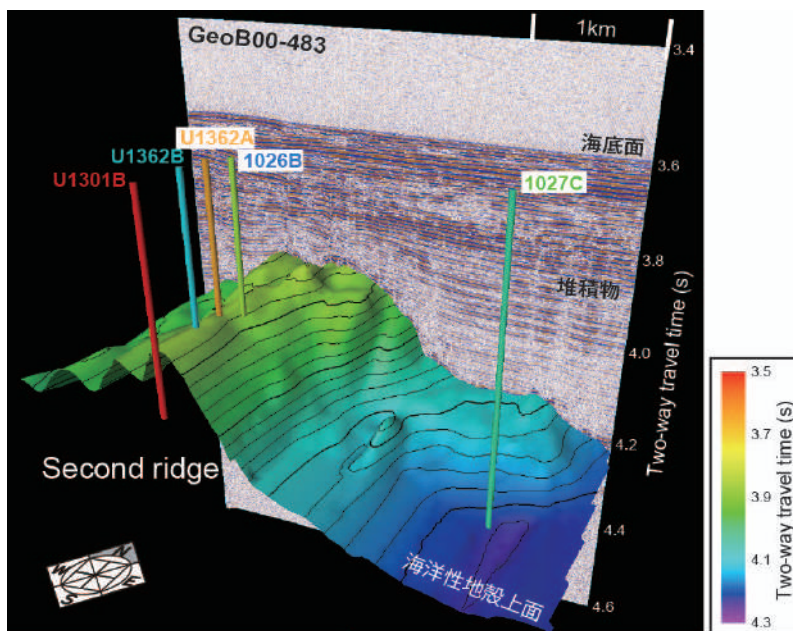 GeoB00-483
1km
3.4
海底面
3.6
U1362A
U1362B
1026B
U1301B
1027C
3.8
堆積物
4.0
Two-way travel time (s)
4.2
Second ridge
4.4
海洋性地殻上面
4.6
N
E
S
W
3.5
3.7
3.9
4.1
4.3
Two-way travel time (s)